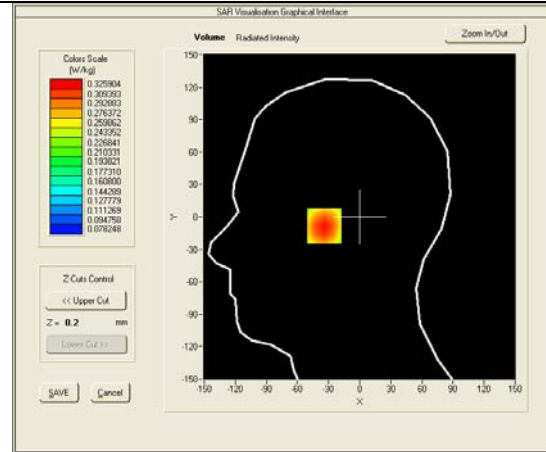 SAR Visualisation Graphical Interface
Volume Radiated Intensity
Zoom In/Out
Colors Scale
(W/kg)
0.325904
0.309393
0.292883
0.276372
0.259862
0.243352
0.226841
0.210331
0.193821
0.177310
0.160800
0.144289
0.127779
0.111269
0.094758
0.078248
150-
120-
90-
60-
30-
Y
0-
-30-
-60-
-90-
-120-
-150-
-150 -120 -90 -60 -30 0 30 60 90 120 150
X
Z Cuts Control
<< Upper Cut
Z = 0.2 mm
Lower Cut >>
SAVE Cancel